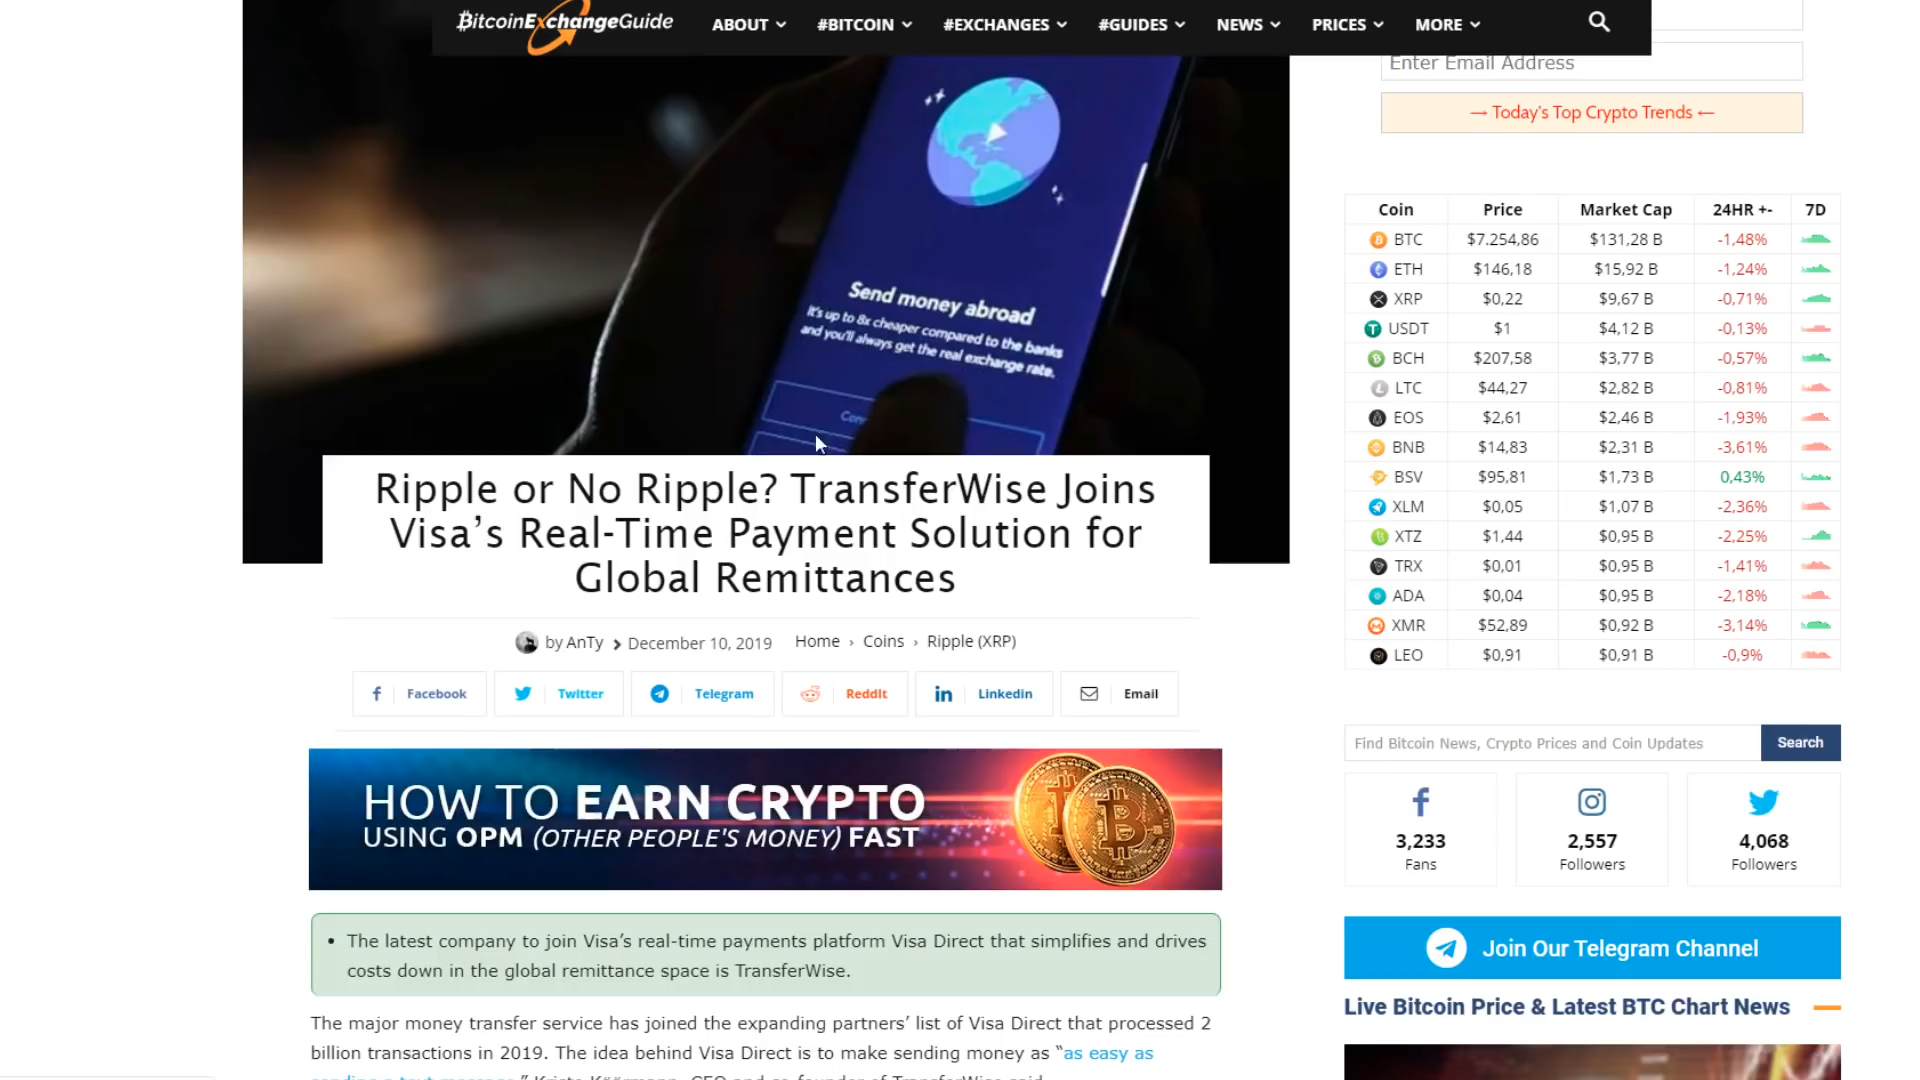 BitcoinExchangeGuide
ABOUT #BITCOIN #EXCHANGES #GUIDES NEWS PRICES MORE
Enter Email Address
→ Today's Top Crypto Trends ←
Send money abroad
It's up to 8x cheaper compared to the banks
and you'll always get the real exchange rate.
Ripple or No Ripple? TransferWise Joins
Visa’s Real-Time Payment Solution for
Global Remittances
by AnTy › December 10, 2019 Home › Coins › Ripple (XRP)
Facebook Twitter Telegram ReddIt Linkedin Email
HOW TO EARN CRYPTO
USING OPM (OTHER PEOPLE'S MONEY) FAST
• The latest company to join Visa’s real-time payments platform Visa Direct that simplifies and drives
costs down in the global remittance space is TransferWise.
The major money transfer service has joined the expanding partners’ list of Visa Direct that processed 2
billion transactions in 2019. The idea behind Visa Direct is to make sending money as “as easy as
Coin Price Market Cap 24HR +- 7D
BTC $7.254,86 $131,28 B -1,48%
ETH $146,18 $15,92 B -1,24%
XRP $0,22 $9,67 B -0,71%
USDT $1 $4,12 B -0,13%
BCH $207,58 $3,77 B -0,57%
LTC $44,27 $2,82 B -0,81%
EOS $2,61 $2,46 B -1,93%
BNB $14,83 $2,31 B -3,61%
BSV $95,81 $1,73 B 0,43%
XLM $0,05 $1,07 B -2,36%
XTZ $1,44 $0,95 B -2,25%
TRX $0,01 $0,95 B -1,41%
ADA $0,04 $0,95 B -2,18%
XMR $52,89 $0,92 B -3,14%
LEO $0,91 $0,91 B -0,9%
Find Bitcoin News, Crypto Prices and Coin Updates Search
3,233 2,557 4,068
Fans Followers Followers
Join Our Telegram Channel
Live Bitcoin Price & Latest BTC Chart News